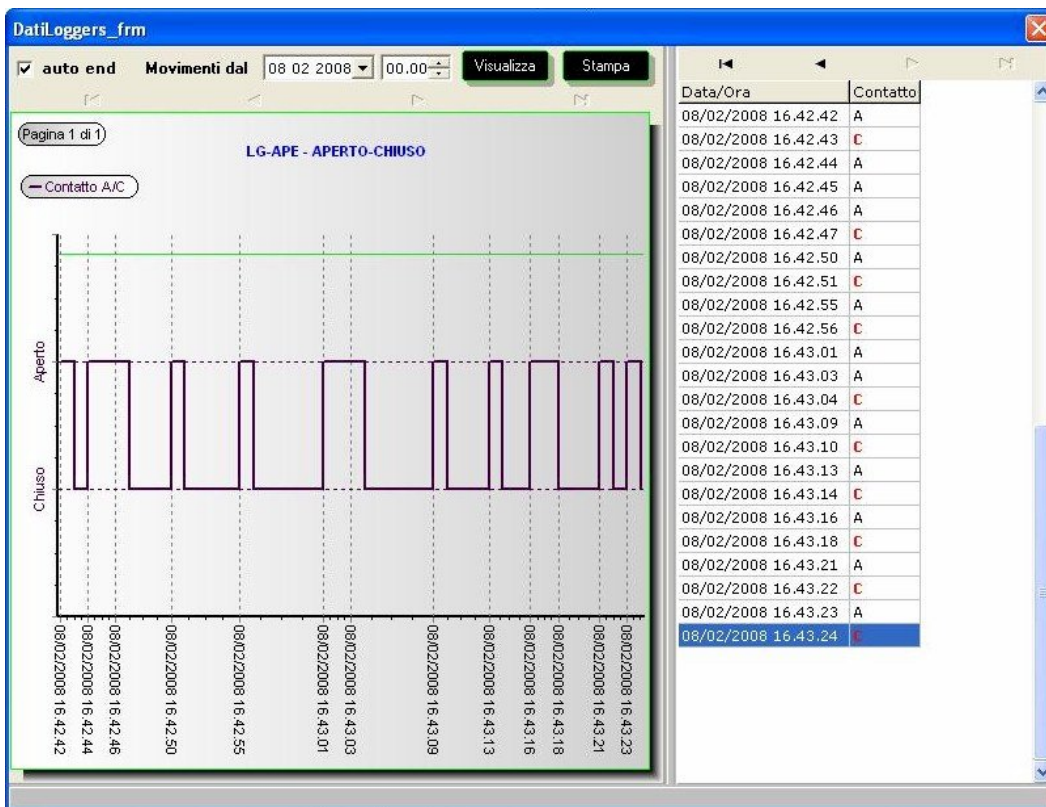 DatiLoggers_frm
auto end Movimenti dal 08 02 2008 00.00 Visualizza Stampa
Pagina 1 di 1
LG-APE - APERTO-CHIUSO
Contatto A/C
Aperto
Chiuso
08/02/2008 16.42.42
08/02/2008 16.42.44
08/02/2008 16.42.46
08/02/2008 16.42.50
08/02/2008 16.42.55
08/02/2008 16.43.01
08/02/2008 16.43.03
08/02/2008 16.43.09
08/02/2008 16.43.13
08/02/2008 16.43.16
08/02/2008 16.43.18
08/02/2008 16.43.21
08/02/2008 16.43.23
Data/Ora Contatto
08/02/2008 16.42.42 A
08/02/2008 16.42.43 C
08/02/2008 16.42.44 A
08/02/2008 16.42.45 A
08/02/2008 16.42.46 A
08/02/2008 16.42.47 C
08/02/2008 16.42.50 A
08/02/2008 16.42.51 C
08/02/2008 16.42.55 A
08/02/2008 16.42.56 C
08/02/2008 16.43.01 A
08/02/2008 16.43.03 A
08/02/2008 16.43.04 C
08/02/2008 16.43.09 A
08/02/2008 16.43.10 C
08/02/2008 16.43.13 A
08/02/2008 16.43.14 C
08/02/2008 16.43.16 A
08/02/2008 16.43.18 C
08/02/2008 16.43.21 A
08/02/2008 16.43.22 C
08/02/2008 16.43.23 A
08/02/2008 16.43.24 C